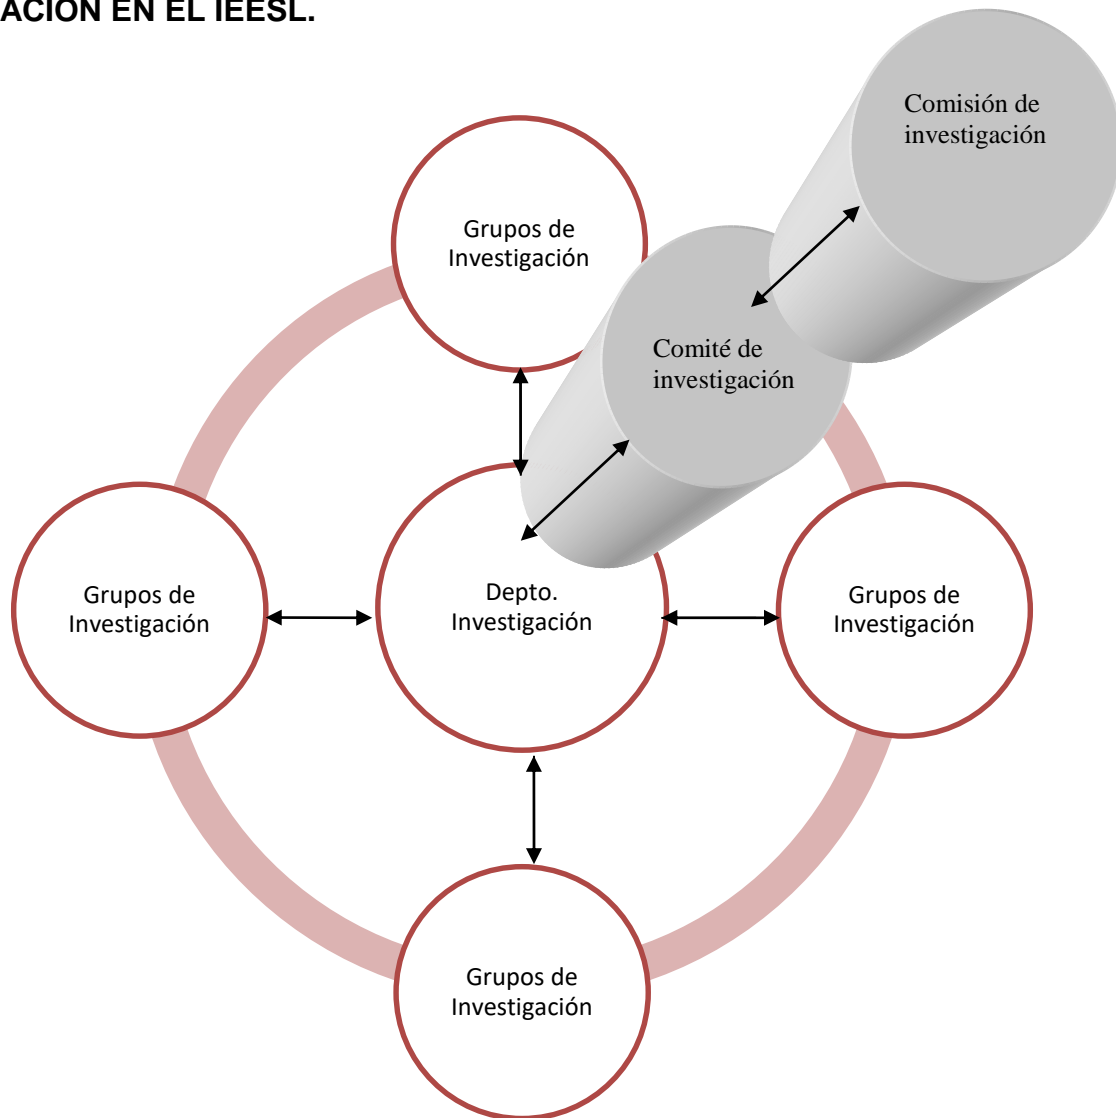 ACIÓN EN EL IEESL.
Comisión de
investigación
Grupos de
Investigación
Comité de
investigación
Grupos de
Investigación
Depto.
Investigación
Grupos de
Investigación
Grupos de
Investigación